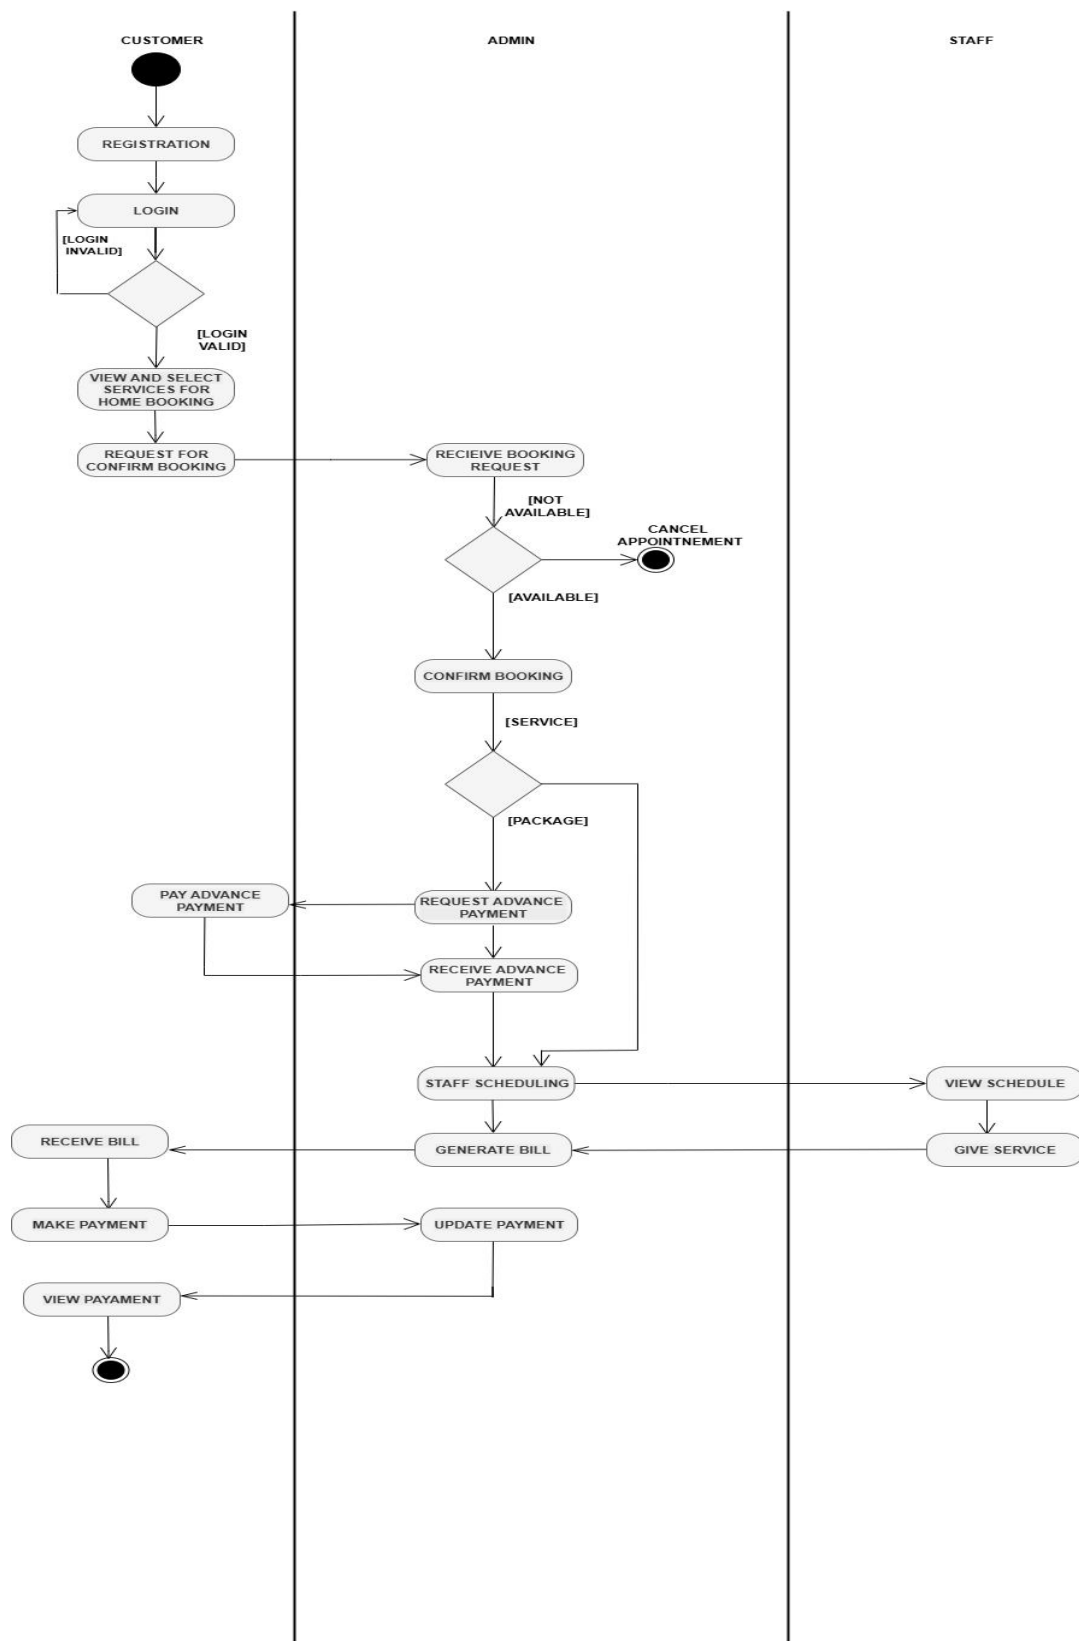 CUSTOMER
ADMIN
STAFF
REGISTRATION
LOGIN
[LOGIN
INVALID]
[LOGIN
VALID]
VIEW AND SELECT
SERVICES FOR
HOME BOOKING
REQUEST FOR
CONFIRM BOOKING
RECIEIVE BOOKING
REQUEST
[NOT
AVAILABLE]
CANCEL
APPOINTNEMENT
[AVAILABLE]
CONFIRM BOOKING
[SERVICE]
[PACKAGE]
PAY ADVANCE
PAYMENT
REQUEST ADVANCE
PAYMENT
RECEIVE ADVANCE
PAYMENT
STAFF SCHEDULING
VIEW SCHEDULE
RECEIVE BILL
GENERATE BILL
GIVE SERVICE
MAKE PAYMENT
UPDATE PAYMENT
VIEW PAYAMENT